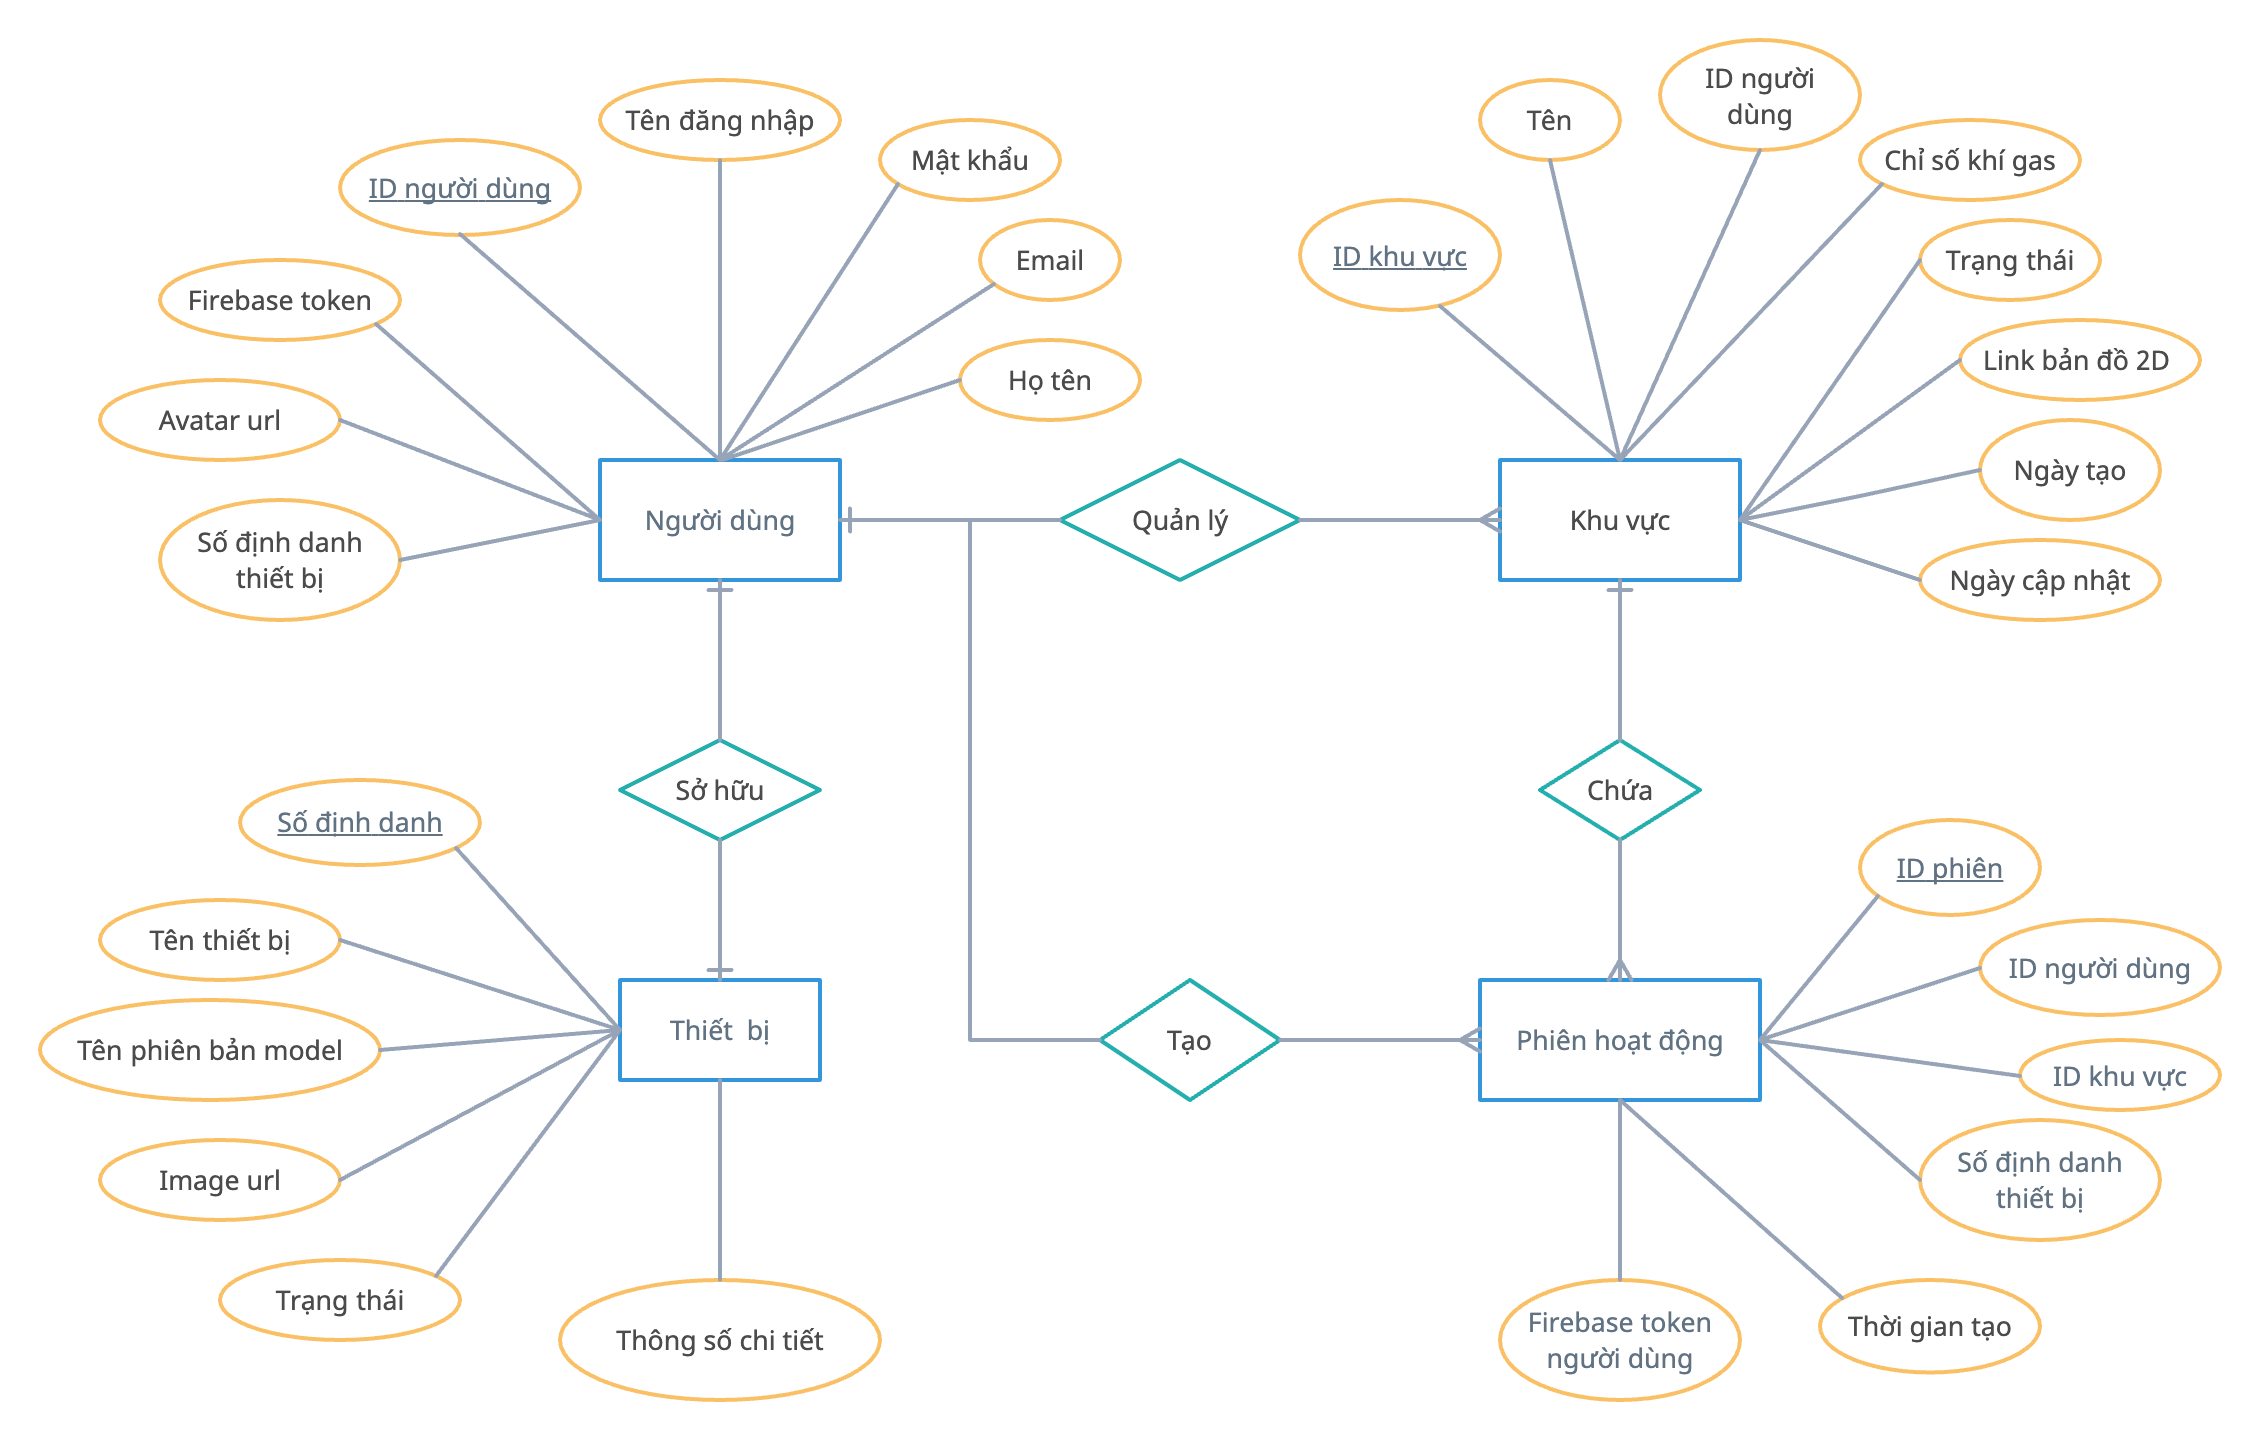 ID người
dùng
Tên đăng nhập
Tên
Mật khẩu
Chỉ số khí gas
ID người dùng
Email
ID khu vực
Trạng thái
Firebase token
Link bản đồ 2D
Họ tên
Avatar url
Ngày tạo
Người dùng
Quản lý
Khu vực
Số định danh
thiết bị
Ngày cập nhật
Sở hữu
Chứa
Số định danh
ID phiên
Tên thiết bị
ID người dùng
Thiết  bị
Tạo
Phiên hoạt động
Tên phiên bản model
ID khu vực
Image url
Số định danh
thiết bị
Trạng thái
Thông số chi tiết
Firebase token
người dùng
Thời gian tạo